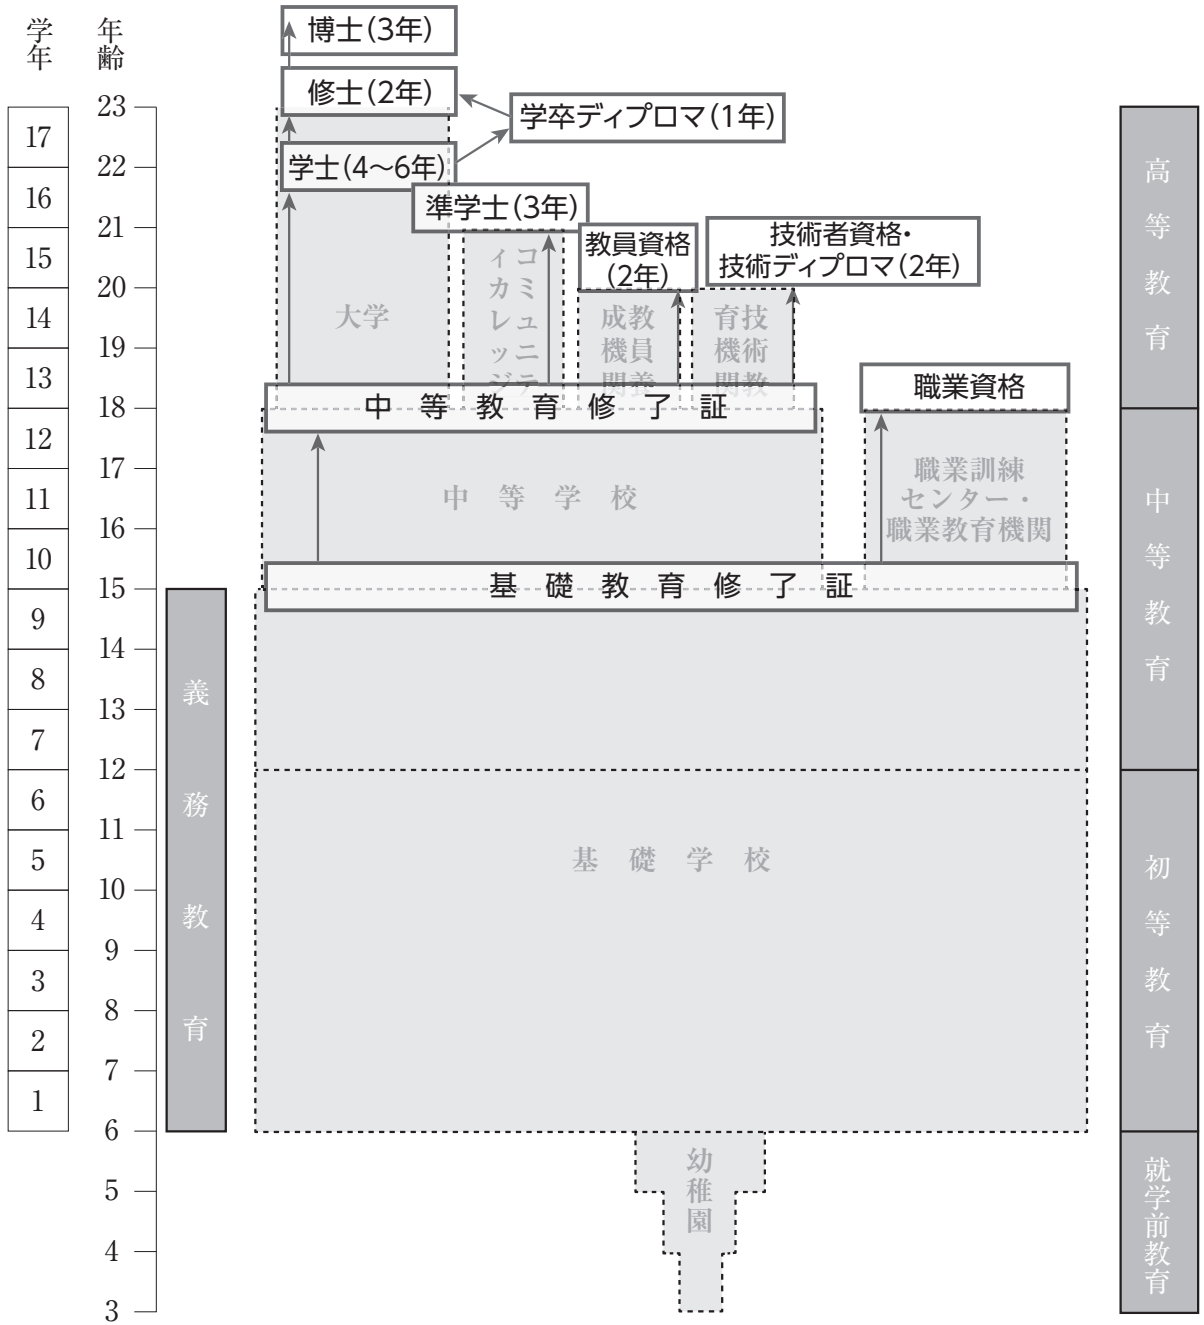 学年
年齢
博士(3年)
修士(2年)
学卒ディプロマ(1年)
学士(4〜6年)
準学士(3年)
教員資格
(2年)
技術者資格・
技術ディプロマ(2年)
大学
コミュニティ
カレッジ
教員養
成機関
技術教
育機関
職業資格
中等教育修了証
中等学校
職業訓練
センター・
職業教育機関
基礎教育修了証
基礎学校
幼稚園
17
16
15
14
13
12
11
10
9
8
7
6
5
4
3
2
1
23
22
21
20
19
18
17
16
15
14
13
12
11
10
9
8
7
6
5
4
3
義務教育
高等教育
中等教育
初等教育
就学前教育